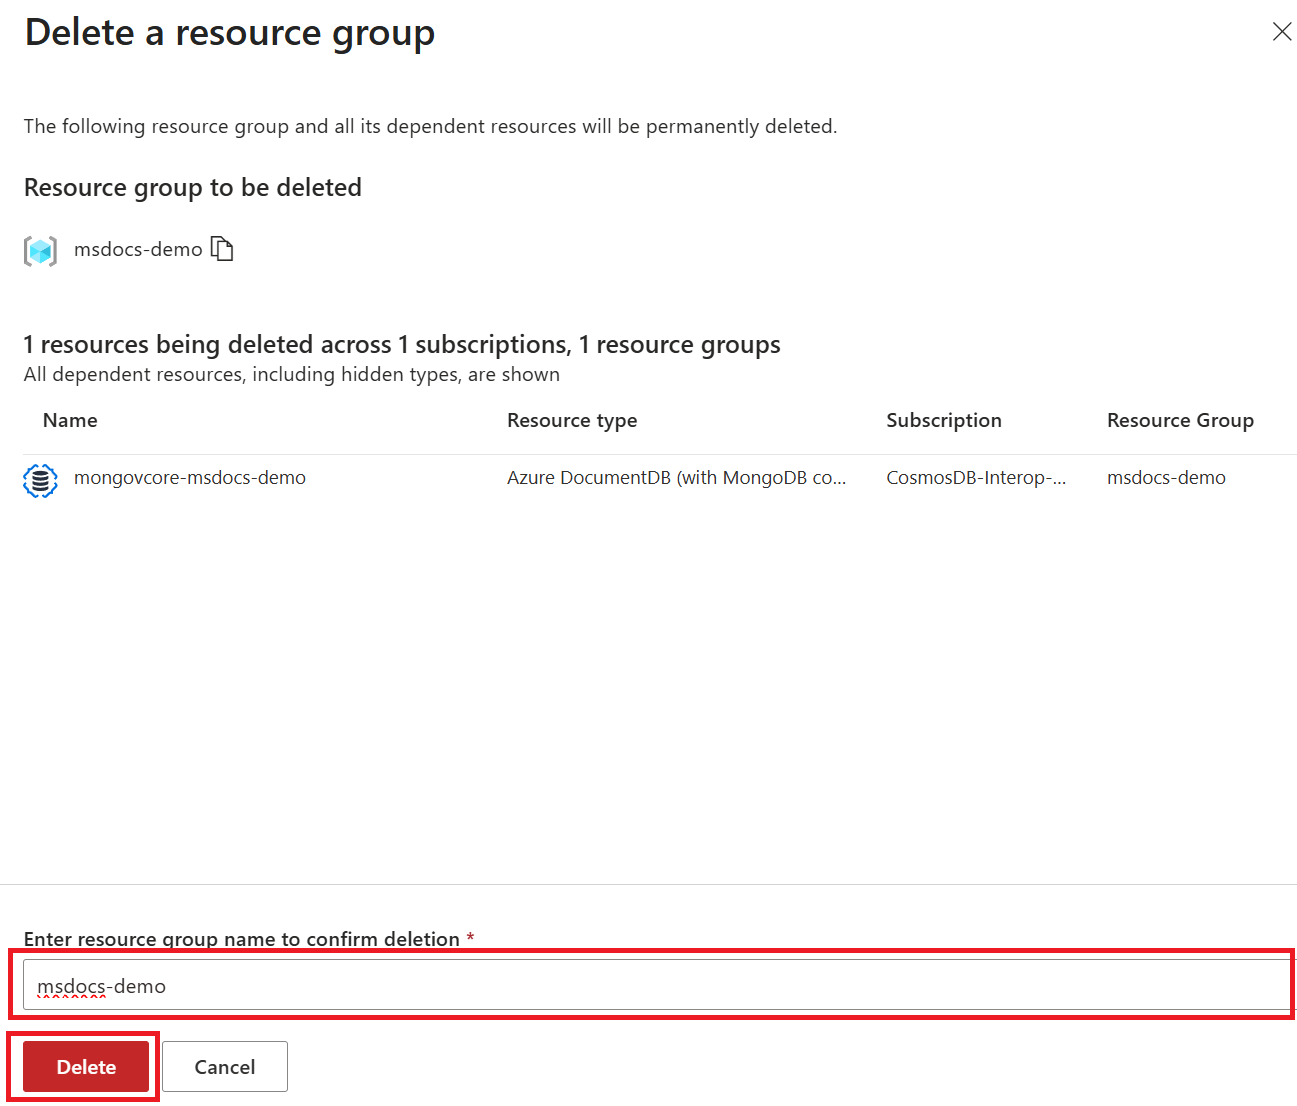 Delete a resource group
The following resource group and all its dependent resources will be permanently deleted.
Resource group to be deleted
msdocs-demo
1 resources being deleted across 1 subscriptions, 1 resource groups
All dependent resources, including hidden types, are shown
Name Resource type Subscription Resource Group
mongovcore-msdocs-demo Azure DocumentDB (with MongoDB co... CosmosDB-Interop-... msdocs-demo
Enter resource group name to confirm deletion *
msdocs-demo
Delete Cancel